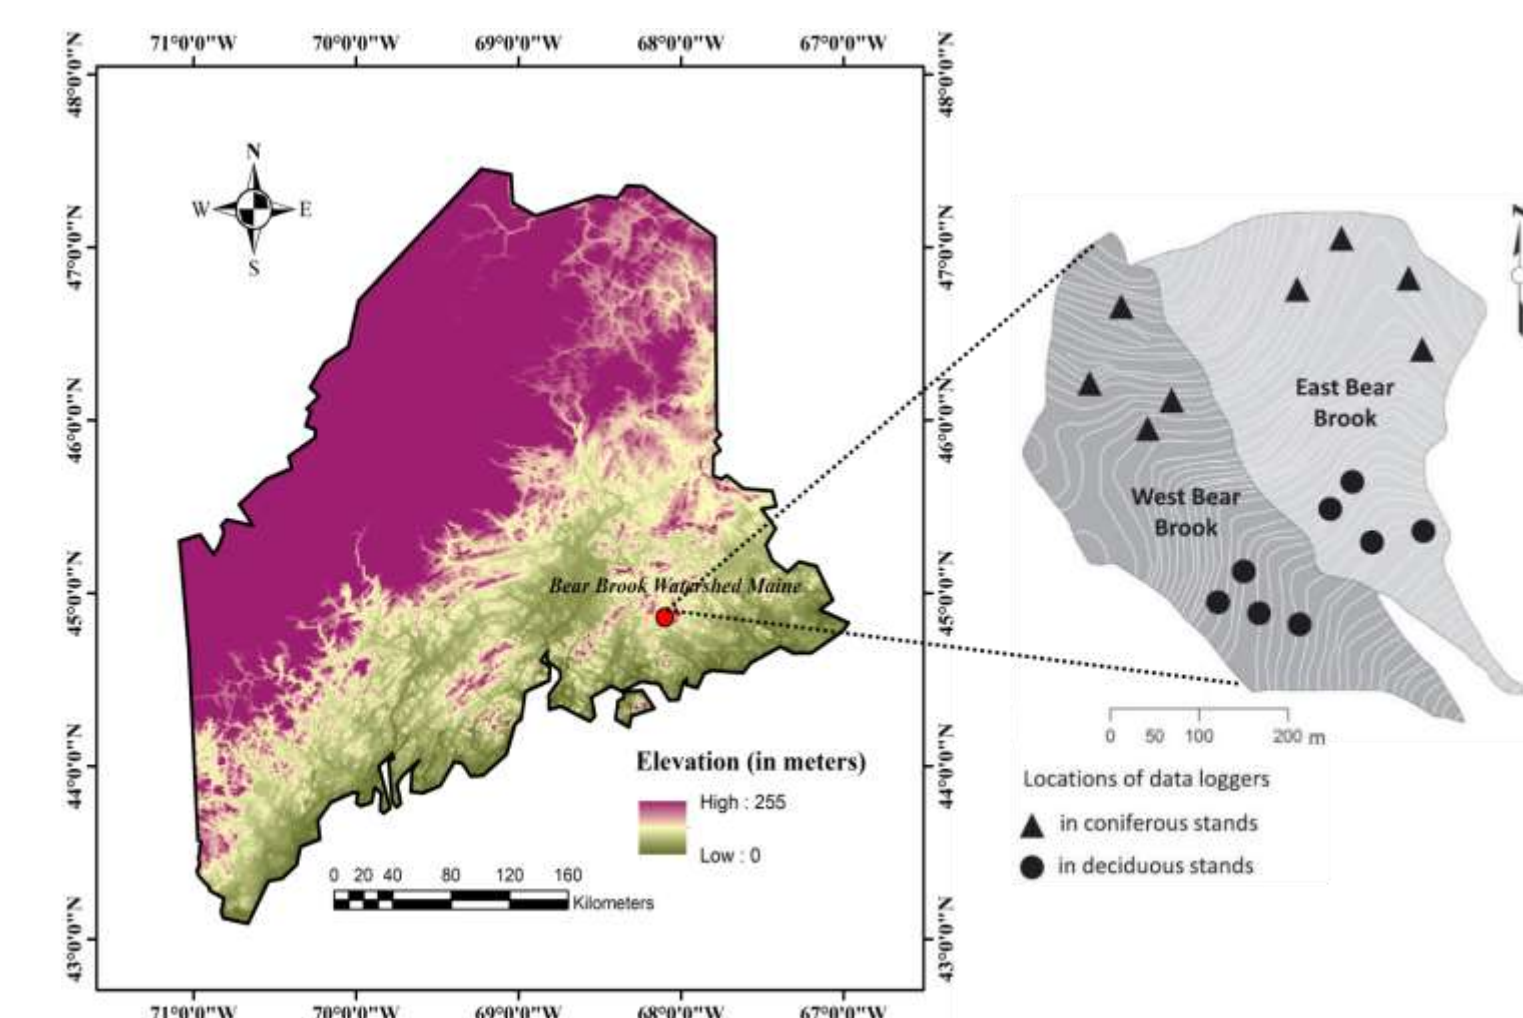 71°0'0"W 70°0'0"W 69°0'0"W 68°0'0"W 67°0'0"W
48°0'0"N 48°0'0"N
N
W E
S
47°0'0"N 47°0'0"N
46°0'0"N 46°0'0"N
45°0'0"N 45°0'0"N
44°0'0"N 44°0'0"N
43°0'0"N 43°0'0"N
Bear Brook Watershed Maine
Elevation (in meters)
High : 255
Low : 0
0 20 40 80 120 160
Kilometers
71°0'0"W 70°0'0"W 69°0'0"W 68°0'0"W 67°0'0"W
N
East Bear
Brook
West Bear
Brook
0 50 100 200 m
Locations of data loggers
in coniferous stands
in deciduous stands